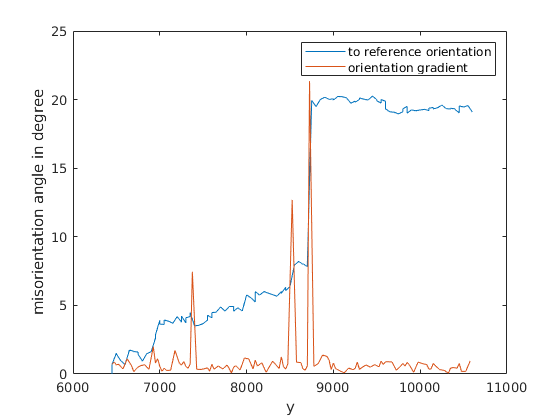 25
20
15
10
5
0
6000 7000 8000 9000 10000 11000
misorientation angle in degree
y
to reference orientation
orientation gradient